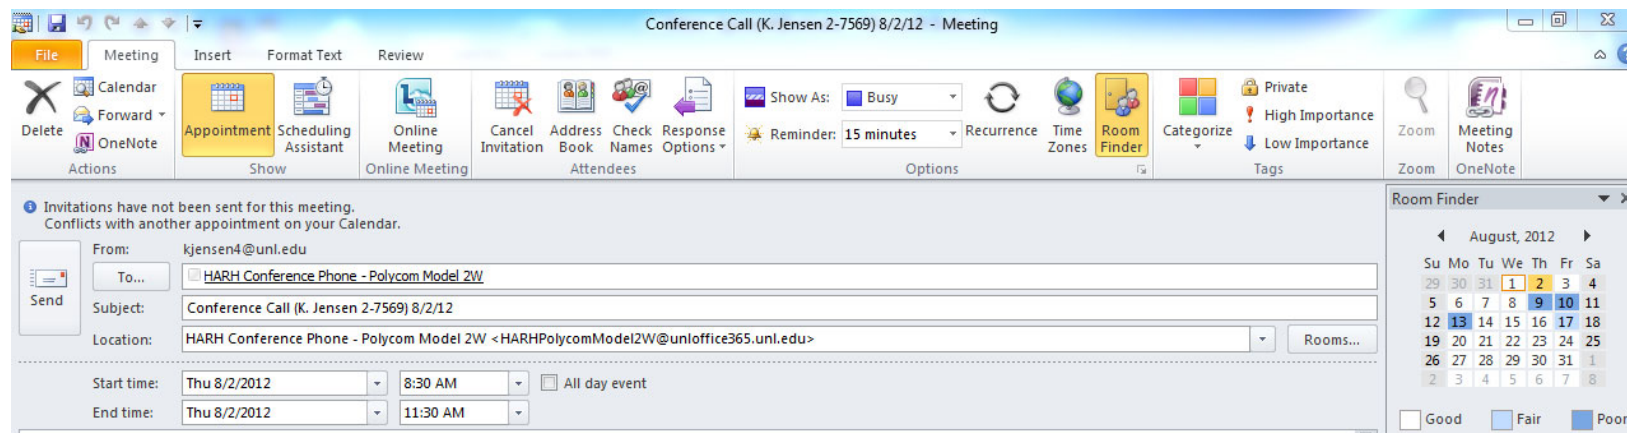 Conference Call (K. Jensen 2-7569) 8/2/12 - Meeting
File Meeting Insert Format Text Review
Delete
Calendar
Forward
OneNote
Actions
Appointment
Scheduling
Assistant
Show
Online
Meeting
Online Meeting
Cancel
Invitation
Address
Book
Check
Names
Response
Options
Attendees
Show As: Busy
Reminder: 15 minutes
Recurrence
Time
Zones
Room
Finder
Options
Categorize
Private
High Importance
Low Importance
Tags
Zoom
Zoom
Meeting
Notes
OneNote
Invitations have not been sent for this meeting.
Conflicts with another appointment on your Calendar.
Send
From: kjensen4@unl.edu
To... HARH Conference Phone - Polycom Model 2W
Subject: Conference Call (K. Jensen 2-7569) 8/2/12
Location: HARH Conference Phone - Polycom Model 2W <HARHPolycomModel2W@unloffice365.unl.edu> Rooms...
Start time: Thu 8/2/2012 8:30 AM All day event
End time: Thu 8/2/2012 11:30 AM
Room Finder
August, 2012
Su Mo Tu We Th Fr Sa
29 30 31 1 2 3 4
5 6 7 8 9 10 11
12 13 14 15 16 17 18
19 20 21 22 23 24 25
26 27 28 29 30 31 1
2 3 4 5 6 7 8
Good Fair Poor